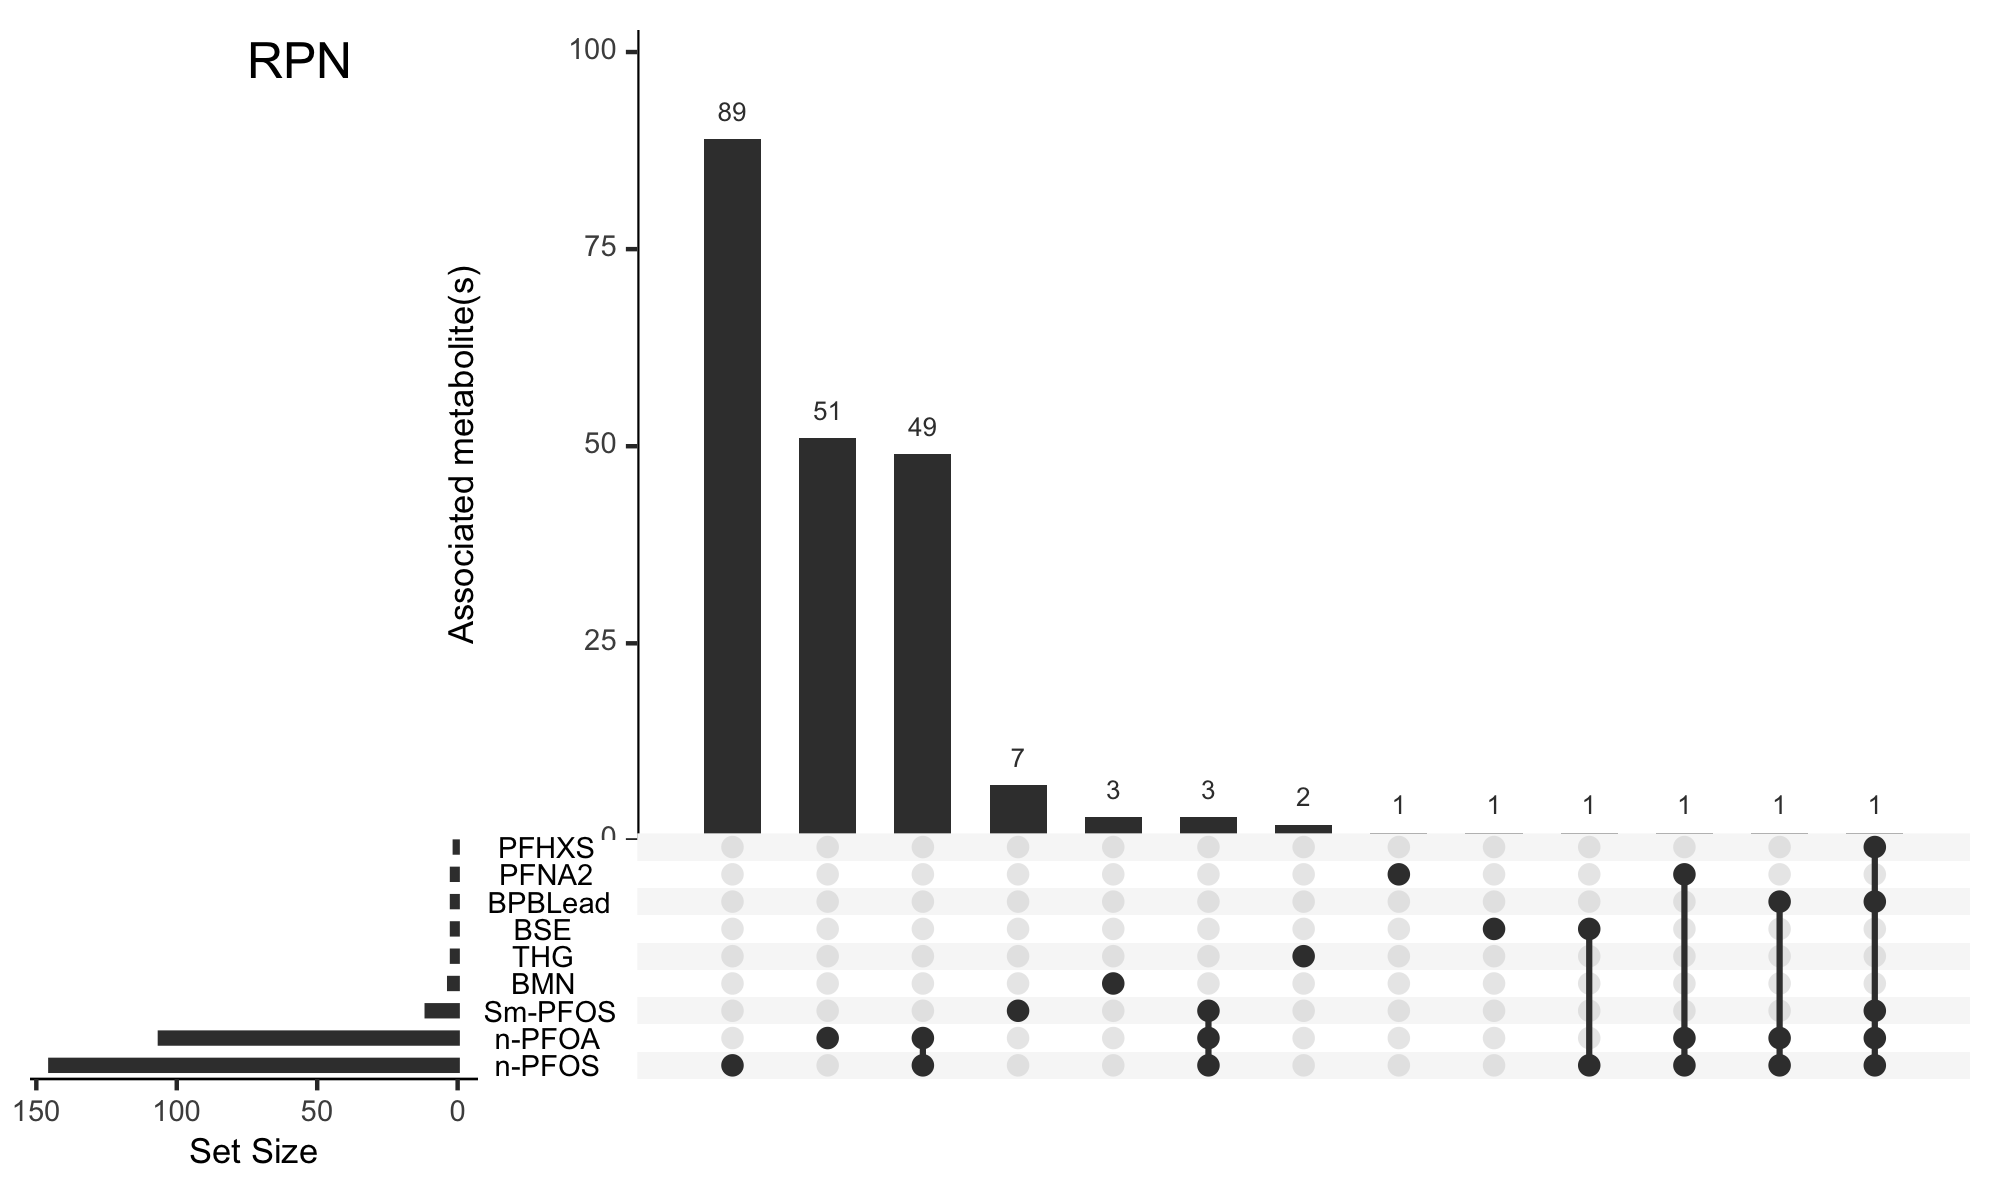 RPN
Associated metabolite(s)
100
75
50
25
0
89
51
49
7
3
3
2
1
1
1
1
1
1
PFHXS
PFNA2
BPBLead
BSE
THG
BMN
Sm-PFOS
n-PFOA
n-PFOS
150 100 50 0
Set Size